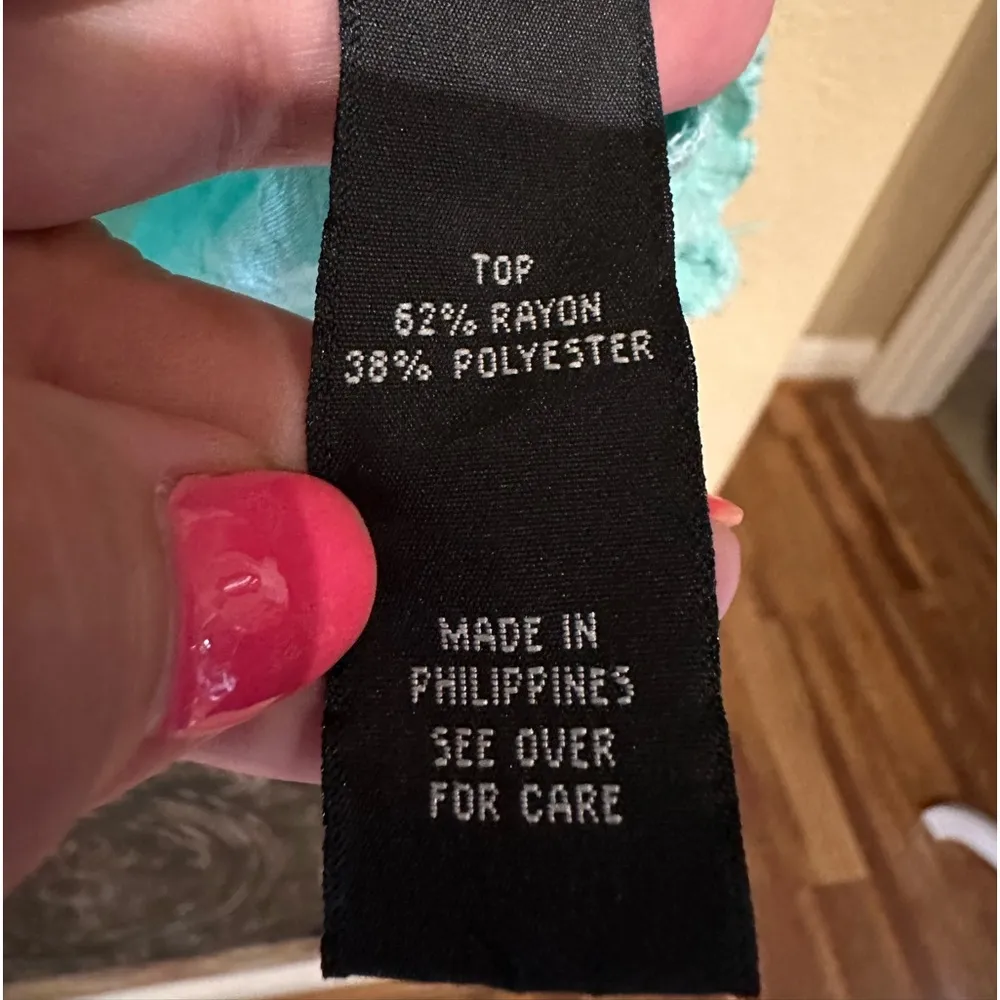 TOP
62% RAYON
38% POLYESTER
MADE IN
PHILIPPINES
SEE OVER
FOR CARE